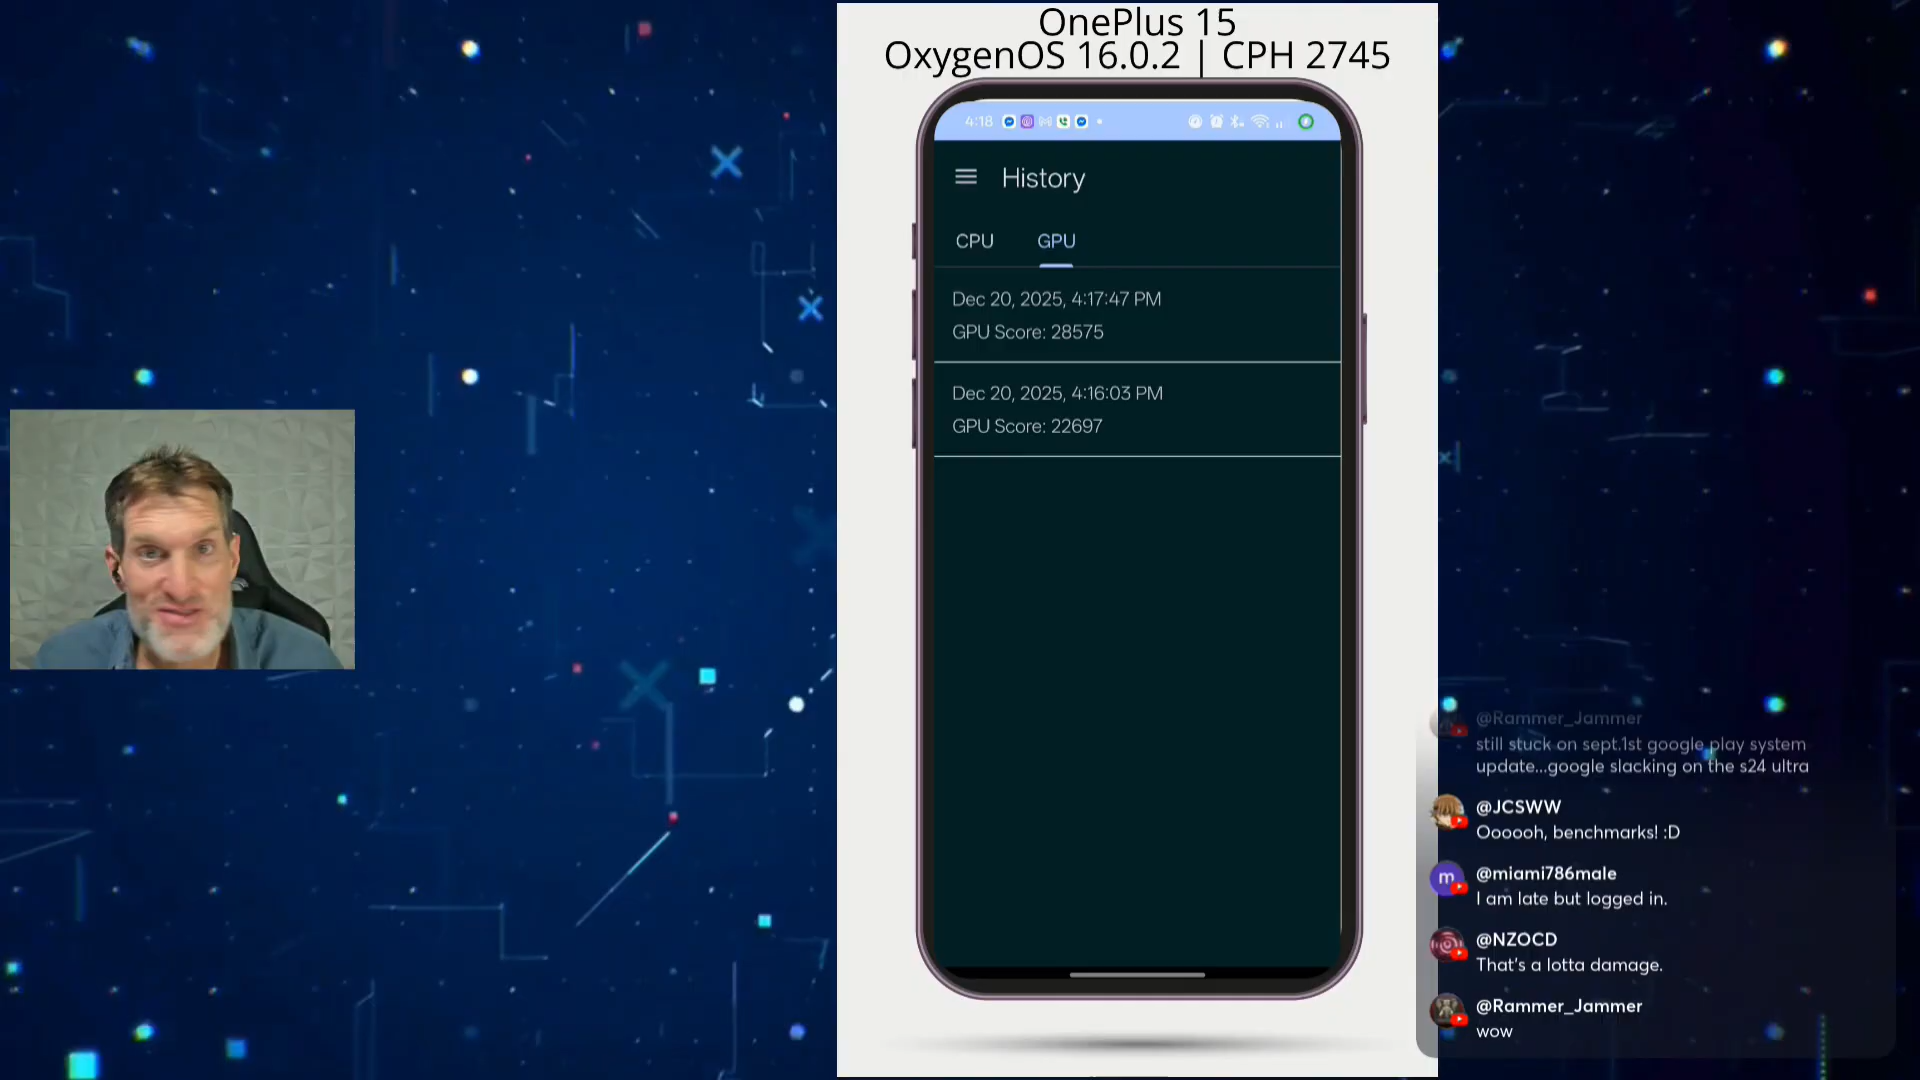 OnePlus 15
OxygenOS 16.0.2 | CPH 2745
4:18
History
CPU GPU
Dec 20, 2025, 4:17:47 PM
GPU Score: 28575
Dec 20, 2025, 4:16:03 PM
GPU Score: 22697
@Rammer_Jammer
still stuck on sept.1st google play system
update...google slacking on the s24 ultra
@JCSWW
Oooooh, benchmarks! :D
m
@miami786male
I am late but logged in.
@NZOCD
That's a lotta damage.
@Rammer_Jammer
wow